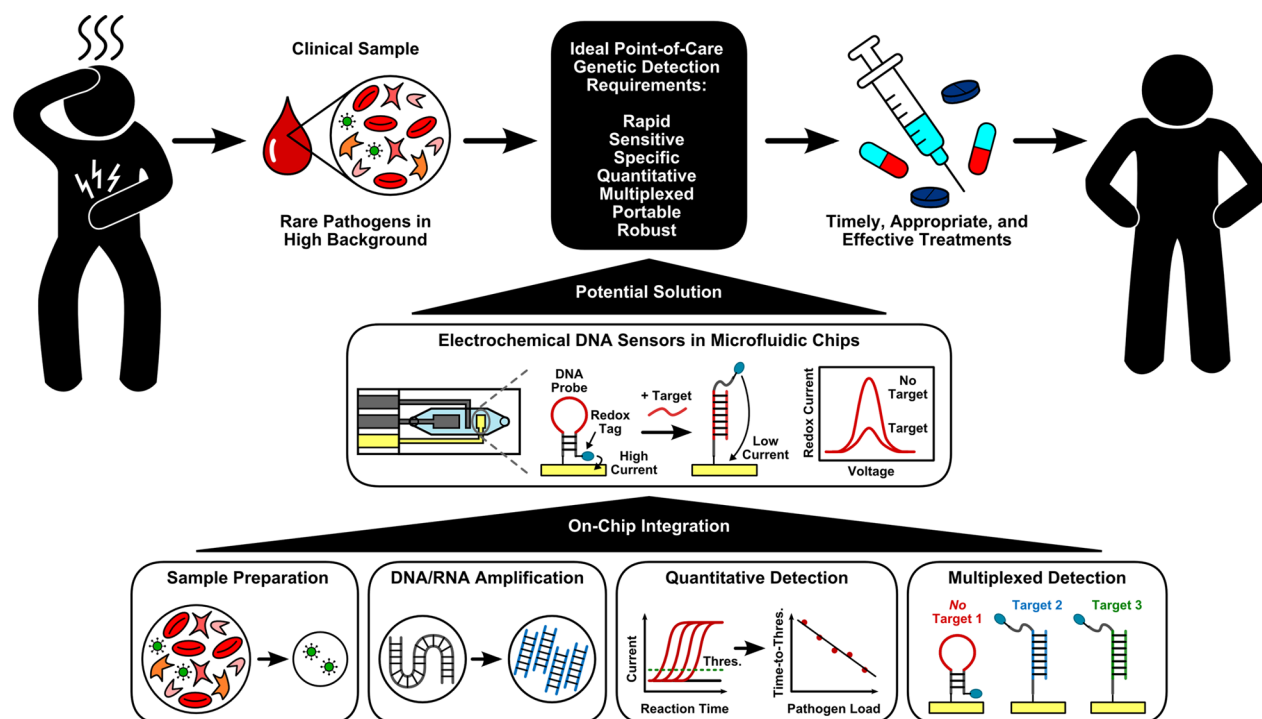 Clinical Sample
Rare Pathogens in
High Background
Ideal Point-of-Care
Genetic Detection
Requirements:
Rapid
Sensitive
Specific
Quantitative
Multiplexed
Portable
Robust
Timely, Appropriate, and
Effective Treatments
Potential Solution
Electrochemical DNA Sensors in Microfluidic Chips
DNA
Probe
Redox
Tag
High
Current
+ Target
Low
Current
Redox Current
No
Target
Target
Voltage
On-Chip Integration
Sample Preparation
DNA/RNA Amplification
Quantitative Detection
Current
Thres.
Reaction Time
Time-to-Thres.
Pathogen Load
Multiplexed Detection
No
Target 1
Target 2
Target 3